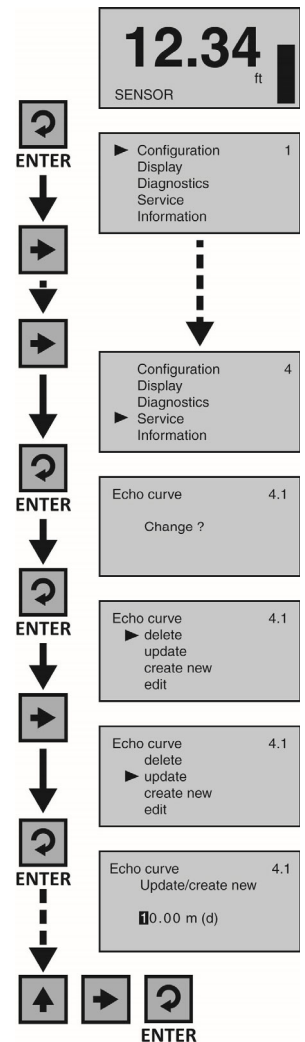 12.34
ft
SENSOR
ENTER
Configuration 1
Display
Diagnostics
Service
Information
Configuration 4
Display
Diagnostics
Service
Information
ENTER
Echo curve 4.1
Change ?
ENTER
Echo curve 4.1
delete
update
create new
edit
Echo curve 4.1
delete
update
create new
edit
ENTER
Echo curve 4.1
Update/create new
10.00 m (d)
ENTER